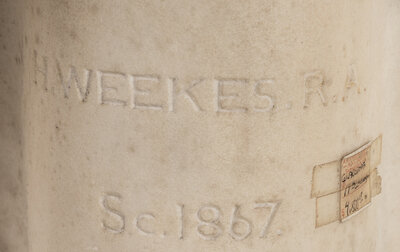 H. WEEKES. R.A.
Sc. 1867